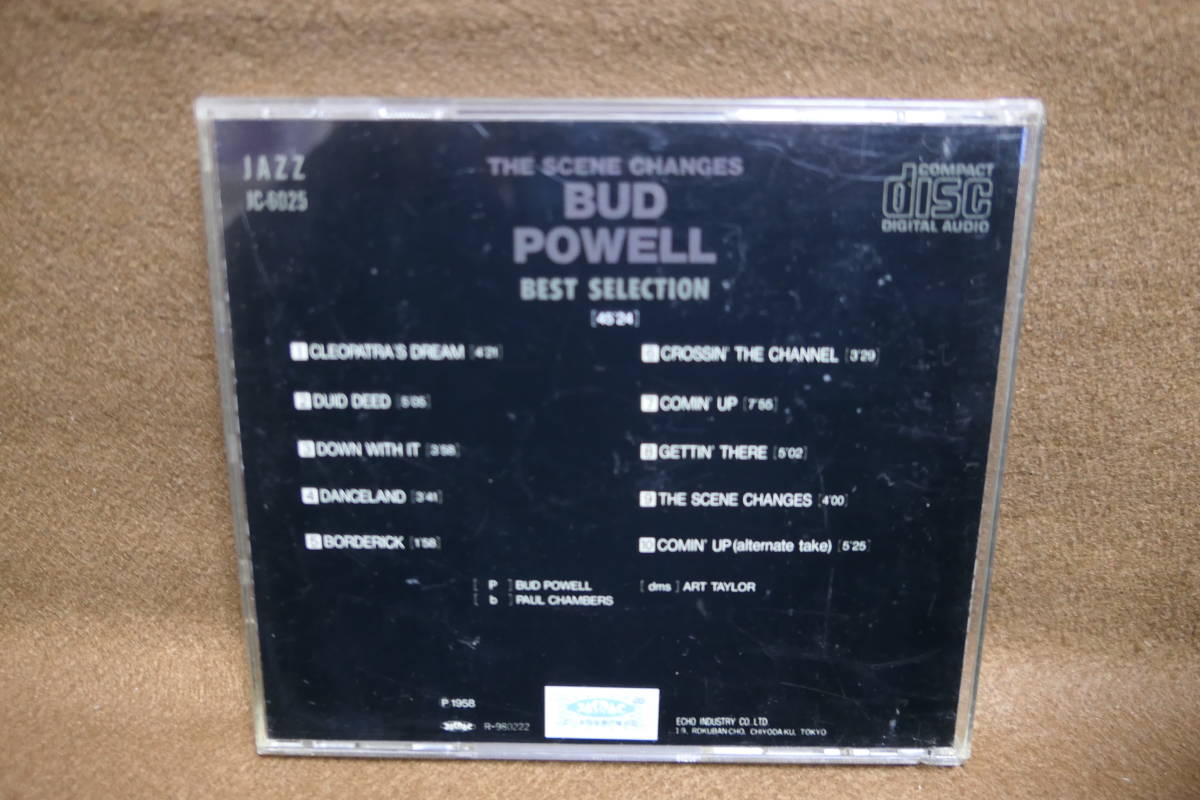 JAZZ
JC-6025
THE SCENE CHANGES
BUD
POWELL
BEST SELECTION
[45'24]
COMPACT
disc
DIGITAL AUDIO
1 CLEOPATRA'S DREAM [4'21]
2 DUID DEED [5'05]
3 DOWN WITH IT [3'58]
4 DANCELAND [3'41]
5 BORDERICK [1'58]
6 CROSSIN' THE CHANNEL [3'29]
7 COMIN' UP [7'55]
8 GETTIN' THERE [5'02]
9 THE SCENE CHANGES [4'00]
10 COMIN' UP (alternate take) [5'25]
[ P ] BUD POWELL
[ b ] PAUL CHAMBERS
[ dms ] ART TAYLOR
P.1958
R-980222
ECHO INDUSTRY CO. LTD
19, ROKUBANCHO, CHIYODAKU, TOKYO